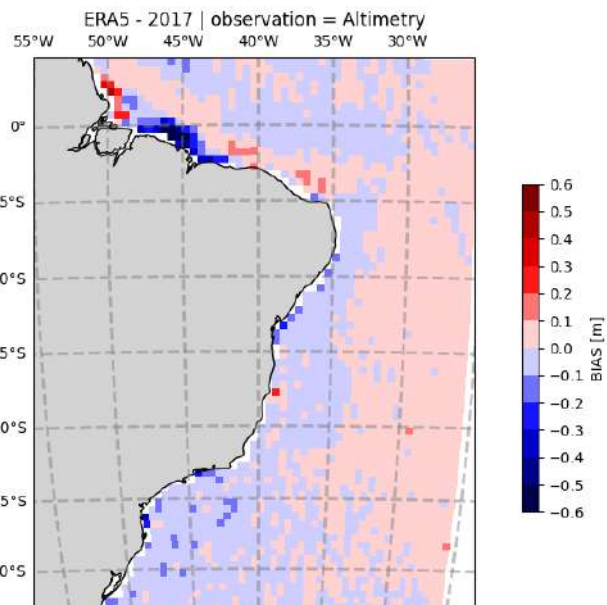 ERA5 - 2017 | observation = Altimetry
55°W 50°W 45°W 40°W 35°W 30°W
0°
5°S
0°S
5°S
0°S
5°S
0°S
0.6
0.5
0.4
0.3
0.2
0.1
0.0
−0.1
−0.2
−0.3
−0.4
−0.5
−0.6
BIAS [m]